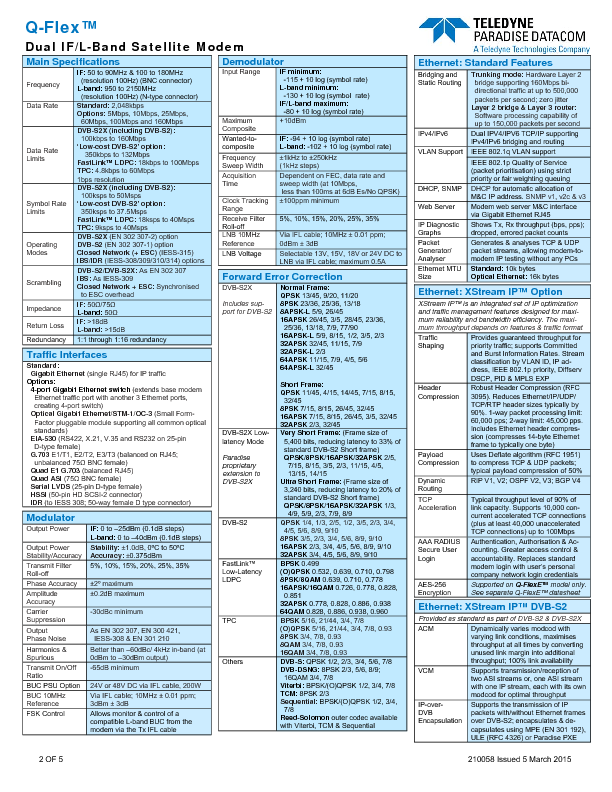 Q-Flex™
Dual IF/L-Band Satellite Modem
TELEDYNE
PARADISE DATACOM
A Teledyne Technologies Company
Main Specifications
Frequency
IF: 50 to 90MHz & 100 to 180MHz
(resolution 100Hz) (BNC connector)
L-band: 950 to 2150MHz
(resolution 100Hz) (N-type connector)
Data Rate
Standard: 2,048kbps
Options: 5Mbps, 10Mbps, 25Mbps,
60Mbps, 100Mbps and 160Mbps
Data Rate
Limits
DVB-S2X (including DVB-S2):
100kbps to 160Mbps
'Low-cost DVB-S2' option:
350kbps to 132Mbps
FastLink™ LDPC: 18kbps to 100Mbps
TPC: 4.8kbps to 60Mbps
1bps resolution
Symbol Rate
Limits
DVB-S2X (including DVB-S2):
100ksps to 50Msps
'Low-cost DVB-S2' option:
350ksps to 37.5Msps
FastLink™ LDPC: 18ksps to 40Msps
TPC: 9ksps to 40Msps
Operating
Modes
DVB-S2X (EN 302 307-2) option
DVB-S2 (EN 302 307-1) option
Closed Network (+ ESC) (IESS-315)
IBS/IDR (IESS-308/309/310/314) options
Scrambling
DVB-S2/DVB-S2X: As EN 302 307
IBS: As IESS-309
Closed Network + ESC: Synchronised
to ESC overhead
Impedance
IF: 50Ω/75Ω
L-band: 50Ω
Return Loss
IF: >18dB
L-band: >15dB
Redundancy
1:1 through 1:16 redundancy
Traffic Interfaces
Standard:
Gigabit Ethernet (single RJ45) for IP traffic
Options:
4-port Gigabit Ethernet switch (extends base modem
Ethernet traffic port with another 3 Ethernet ports,
creating 4-port switch)
Optical Gigabit Ethernet/STM-1/OC-3 (Small Form-
Factor pluggable module supporting all common optical
standards)
EIA-530 (RS422, X.21, V.35 and RS232 on 25-pin
D-type female)
G.703 E1/T1, E2/T2, E3/T3 (balanced on RJ45;
unbalanced 75Ω BNC female)
Quad E1 G.703 (balanced RJ45)
Quad ASI (75Ω BNC female)
Serial LVDS (25-pin D-type female)
HSSI (50-pin HD SCSI-2 connector)
IDR (to IESS 308; 50-way female D type connector)
Modulator
Output Power
IF: 0 to –25dBm (0.1dB steps)
L-band: 0 to –40dBm (0.1dB steps)
Output Power
Stability/Accuracy
Stability: ±1.0dB, 0ºC to 50ºC
Accuracy: ±0.375dBm
Transmit Filter
Roll-off
5%, 10%, 15%, 20%, 25%, 35%
Phase Accuracy
±2º maximum
Amplitude
Accuracy
±0.2dB maximum
Carrier
Suppression
-30dBc minimum
Output
Phase Noise
As EN 302 307, EN 300 421,
IESS-308 & EN 301 210
Harmonics &
Spurious
Better than –60dBc/ 4kHz in-band (at
0dBm to –30dBm output)
Transmit On/Off
Ratio
-65dB minimum
BUC PSU Option
24V or 48V DC via IFL cable, 200W
BUC 10MHz
Reference
Via IFL cable; 10MHz ± 0.01 ppm;
3dBm ± 3dB
FSK Control
Allows monitor & control of a
compatible L-band BUC from the
modem via the Tx IFL cable
Demodulator
Input Range
IF minimum:
-115 + 10 log (symbol rate)
L-band minimum:
-130 + 10 log (symbol rate)
IF/L-band maximum:
-80 + 10 log (symbol rate)
Maximum
Composite
+10dBm
Wanted-to-
composite
IF: -94 + 10 log (symbol rate)
L-band: -102 + 10 log (symbol rate)
Frequency
Sweep Width
±1kHz to ±250kHz
(1kHz steps)
Acquisition
Time
Dependent on FEC, data rate and
sweep width (at 10Mbps,
less than 100ms at 6dB Es/No QPSK)
Clock Tracking
Range
±100ppm minimum
Receive Filter
Roll-off
5%, 10%, 15%, 20%, 25%, 35%
LNB 10MHz
Reference
Via IFL cable; 10MHz ± 0.01 ppm;
0dBm ± 3dB
LNB Voltage
Selectable 13V, 15V, 18V or 24V DC to
LNB via IFL cable; maximum 0.5A
Forward Error Correction
DVB-S2X
Includes sup-
port for DVB-S2
Normal Frame:
QPSK 13/45, 9/20, 11/20
8PSK 23/36, 25/36, 13/18
8APSK-L 5/9, 26/45
16APSK 26/45, 3/5, 28/45, 23/36,
25/36, 13/18, 7/9, 77/90
16APSK-L 5/9, 8/15, 1/2, 3/5, 2/3
32APSK 32/45, 11/15, 7/9
32APSK-L 2/3
64APSK 11/15, 7/9, 4/5, 5/6
64APSK-L 32/45
Short Frame:
QPSK 11/45, 4/15, 14/45, 7/15, 8/15,
32/45
8PSK 7/15, 8/15, 26/45, 32/45
16APSK 7/15, 8/15, 26/45, 3/5, 32/45
32APSK 2/3, 32/45
DVB-S2X Low-
latency Mode
Paradise
proprietary
extension to
DVB-S2X
Very Short Frame: (Frame size of
5,400 bits, reducing latency to 33% of
standard DVB-S2 Short Frame)
QPSK/8PSK/16APSK/32APSK 2/5,
7/15, 8/15, 3/5, 2/3, 11/15, 4/5,
13/15, 14/15
Ultra Short Frame: (Frame size of
3,240 bits, reducing latency to 20% of
standard DVB-S2 Short Frame)
QPSK/8PSK/16APSK/32APSK 1/3,
4/9, 5/9, 2/3, 7/9, 8/9
DVB-S2
QPSK 1/4, 1/3, 2/5, 1/2, 3/5, 2/3, 3/4,
4/5, 5/6, 8/9, 9/10
8PSK 3/5, 2/3, 3/4, 5/6, 8/9, 9/10
16APSK 2/3, 3/4, 4/5, 5/6, 8/9, 9/10
32APSK 3/4, 4/5, 5/6, 8/9, 9/10
FastLink™
Low-Latency
LDPC
BPSK 0.499
(O)QPSK 0.532, 0.639, 0.710, 0.798
8PSK/8QAM 0.639, 0.710, 0.778
16APSK/16QAM 0.726, 0.778, 0.828,
0.851
32APSK 0.778, 0.828, 0.886, 0.938
64QAM 0.828, 0.886, 0.938, 0.960
TPC
BPSK 5/16, 21/44, 3/4, 7/8
(O)QPSK 5/16, 21/44, 3/4, 7/8, 0.93
8PSK 3/4, 7/8, 0.93
8QAM 3/4, 7/8, 0.93
16QAM 3/4, 7/8, 0.93
Others
DVB-S: QPSK 1/2, 2/3, 3/4, 5/6, 7/8
DVB-DSNG: 8PSK 2/3, 5/6, 8/9;
16QAM 3/4, 7/8
Viterbi: 8PSK/(O)QPSK 1/2, 3/4, 7/8
TCM: 8PSK 2/3
Sequential: BPSK/(O)QPSK 1/2, 3/4,
7/8
Reed-Solomon outer codec available
with Viterbi, TCM & Sequential
Ethernet: Standard Features
Bridging and
Static Routing
Trunking mode: Hardware Layer 2
bridge supporting 160Mbps bi-
directional traffic at up to 500,000
packets per second; zero jitter
Layer 2 bridge & Layer 3 router:
Software processing capability of
up to 150,000 packets per second
IPv4/IPv6
Dual IPv4/IPv6 TCP/IP supporting
IPv4/IPv6 bridging and routing
VLAN Support
IEEE 802.1q VLAN support
IEEE 802.1p Quality of Service
(packet prioritisation) using strict
priority or fair weighting queuing
DHCP, SNMP
DHCP for automatic allocation of
M&C IP address. SNMP v1, v2c & v3
Web Server
Modem web server M&C interface
via Gigabit Ethernet RJ45
IP Diagnostic
Graphs
Shows Tx, Rx throughput (bps, pps);
dropped, errored packet counts
Packet
Generator/
Analyser
Generates & analyses TCP & UDP
packet streams, allowing modem-to-
modem IP testing without any PCs
Ethernet MTU
Size
Standard: 10k bytes
Optical Ethernet: 16k bytes
Ethernet: XStream IP™ Option
XStream IP™ is an integrated set of IP optimization
and traffic management features designed for maxi-
mum reliability and bandwidth efficiency. The maxi-
mum throughput depends on features & traffic format
Traffic
Shaping
Provides guaranteed throughput for
priority traffic; supports Committed
and Burst Information Rates. Stream
classification by VLAN ID, IP ad-
dress, IEEE 802.1p priority, Diffserv
DSCP, PID & MPLS EXP
Header
Compression
Robust Header Compression (RFC
3095). Reduces Ethernet/IP/UDP/
TCP/RTP header sizes typically by
90%. 1-way packet processing limit:
60,000 pps; 2-way limit: 45,000 pps.
Includes Ethernet header compres-
sion (compresses 14-byte Ethernet
frame to typically one byte)
Payload
Compression
Uses Deflate algorithm (RFC 1951)
to compress TCP & UDP packets,
typical payload compression of 50%
Dynamic
Routing
RIP V1, V2; OSPF V2, V3; BGP V4
TCP
Acceleration
Typical throughput level of 90% of
link capacity. Supports 10,000 con-
current accelerated TCP connections
(plus at least 40,000 unaccelerated
TCP connections) up to 100Mbps
AAA RADIUS
Secure User
Login
Authentication, Authorisation & Ac-
counting. Greater access control &
accountability. Replaces standard
modem login with user's personal
company network login credentials
AES-256
Encryption
Supported on Q-FlexE™ model only.
See separate Q-FlexE™ datasheet
Ethernet: XStream IP™ DVB-S2
Provided as standard as part of DVB-S2 & DVB-S2X
ACM
Dynamically varies modcod with
varying link conditions, maximises
throughput at all times by converting
unused link margin into additional
throughput; 100% link availability
VCM
Supports transmission/reception of
two ASI streams or, one ASI stream
with one IP stream, each with its own
modcod for optimal throughput
IP-over-
DVB
Encapsulation
Supports the transmission of IP
packets with/without Ethernet frames
over DVB-S2; encapsulates & de-
capsulates using MPE (EN 301 192),
ULE (RFC 4326) or Paradise PXE
2 OF 5
210058 Issued 5 March 2015